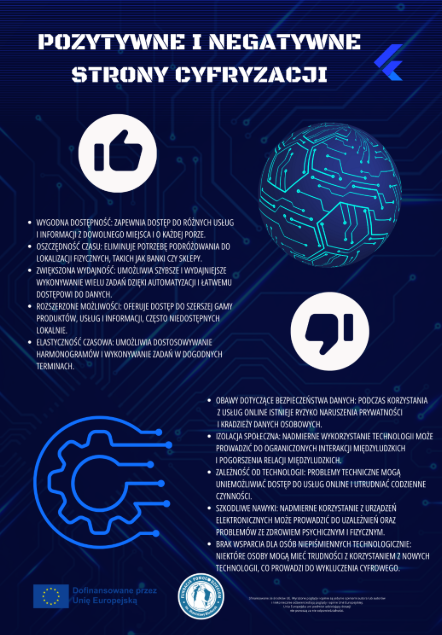 POZYTYWNE I NEGATYWNE
STRONY CYFRYZACJI
• WYGODNA DOSTĘPNOŚĆ: ZAPEWNIA DOSTĘP DO RÓŻNYCH USŁUG
I INFORMACJI Z DOWOLNEGO MIEJSCA I O KAŻDEJ PORZE.
• OSZCZĘDNOŚĆ CZASU: ELIMINUJE POTRZEBĘ PODRÓŻOWANIA DO
LOKALIZACJI FIZYCZNYCH, TAKICH JAK BANKI CZY SKLEPY.
• ZWIĘKSZONA WYDAJNOŚĆ: UMOŻLIWIA SZYBSZE I WYDAJNIEJSZE
WYKONYWANIE WIELU ZADAŃ DZIĘKI AUTOMATYZACJI I ŁATWEMU
DOSTĘPOWI DO DANYCH.
• ROZSZERZONE MOŻLIWOŚCI: OFERUJE DOSTĘP DO SZERSZEJ GAMY
PRODUKTÓW, USŁUG I INFORMACJI, CZĘSTO NIEDOSTĘPNYCH
LOKALNIE.
• ELASTYCZNOŚĆ CZASOWA: UMOŻLIWIA DOSTOSOWYWANIE
HARMONOGRAMÓW I WYKONYWANIE ZADAŃ W DOGODNYCH
TERMINACH.
• OBAWY DOTYCZĄCE BEZPIECZEŃSTWA DANYCH: PODCZAS KORZYSTANIA
Z USŁUG ONLINE ISTNIEJE RYZYKO NARUSZENIA PRYWATNOŚCI
I KRADZIEŻY DANYCH OSOBOWYCH.
• IZOLACJA SPOŁECZNA: NADMIERNE WYKORZYSTANIE TECHNOLOGII MOŻE
PROWADZIĆ DO OGRANICZONYCH INTERAKCJI MIĘDZYLUDZKICH
I POGORSZENIA RELACJI MIĘDZYLUDZKICH.
• ZALEŻNOŚĆ OD TECHNOLOGII: PROBLEMY TECHNICZNE MOGĄ
UNIEMOŻLIWIAĆ DOSTĘP DO USŁUG ONLINE I UTRUDNIAĆ CODZIENNE
CZYNNOŚCI.
• SZKODLIWE NAWYKI: NADMIERNE KORZYSTANIE Z URZĄDZEŃ
ELEKTRONICZNYCH MOŻE PROWADZIĆ DO UZALEŻNIEŃ ORAZ
PROBLEMÓW ZE ZDROWIEM PSYCHICZNYM I FIZYCZNYM.
• BRAK WSPARCIA DLA OSÓB NIEPIŚMIENNYCH TECHNOLOGICZNIE:
NIEKTÓRE OSOBY MOGĄ MIEĆ TRUDNOŚCI Z KORZYSTANIEM Z NOWYCH
TECHNOLOGII, CO PROWADZI DO WYKLUCZENIA CYFROWEGO.
Dofinansowane przez
Unię Europejską